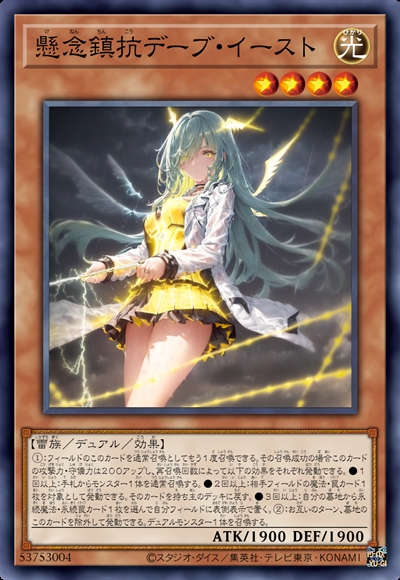 懸念鎮抗デーブ・イースト
光
【雷族／デュアル／効果】
①：フィールドのこのカードを通常召喚としてもう1度召喚できる。その召喚成功の場合このカード
の攻撃力・守備力は200アップし、再召喚回数によって以下の効果をそれぞれ発動できる。●1
回以上：手札からモンスター1体を通常召喚する。●2回以上：相手フィールドの魔法・罠カード1
枚を対象として発動できる。そのカードを持ち主のデッキに戻す。●3回以上：自分の墓地から永
続魔法・永続罠カード1枚を選んで自分フィールドに表側表示で置く。②：お互いのターン、墓地の
このカードを除外して発動できる。デュアルモンスター1体を召喚する。
ATK/1900 DEF/1900
53753004 ©スタジオ・ダイス／集英社・テレビ東京・KONAMI